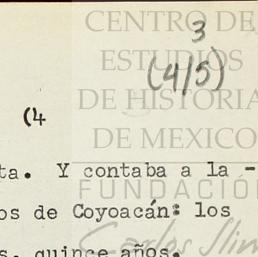 CENTRO DE
3
ESTUDIOS
(4/5)
DE HISTORIA
(4
DE MEXICO
ta. Y contaba a la -
FUNDACIÓN
os de Coyoacán: los
Carlos Slim
s, quince años.